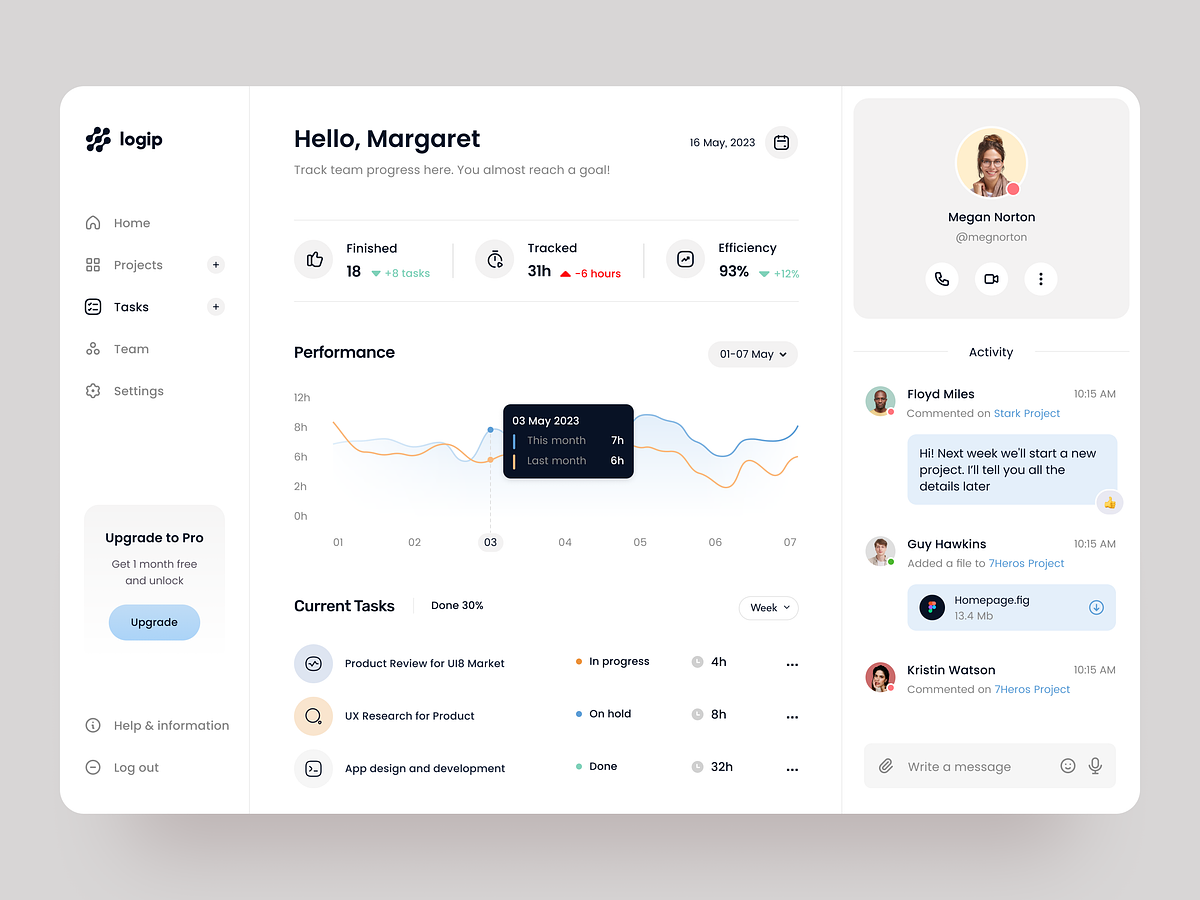 logip
Home
Projects
+
Tasks
+
Team
Settings
Upgrade to Pro
Get 1 month free
and unlock
Upgrade
Help & information
Log out
Hello, Margaret
Track team progress here. You almost reach a goal!
16 May, 2023
Finished
18 +8 tasks
Tracked
31h -6 hours
Efficiency
93% +12%
Performance
01-07 May
12h
8h
6h
2h
0h
03 May 2023
This month 7h
Last month 6h
01 02 03 04 05 06 07
Current Tasks
Done 30%
Week
Product Review for UI8 Market In progress 4h
UX Research for Product On hold 8h
App design and development Done 32h
Megan Norton
@megnorton
Activity
Floyd Miles 10:15 AM
Commented on Stark Project
Hi! Next week we'll start a new
project. I'll tell you all the
details later
Guy Hawkins 10:15 AM
Added a file to 7Heros Project
Homepage.fig
13.4 Mb
Kristin Watson 10:15 AM
Commented on 7Heros Project
Write a message